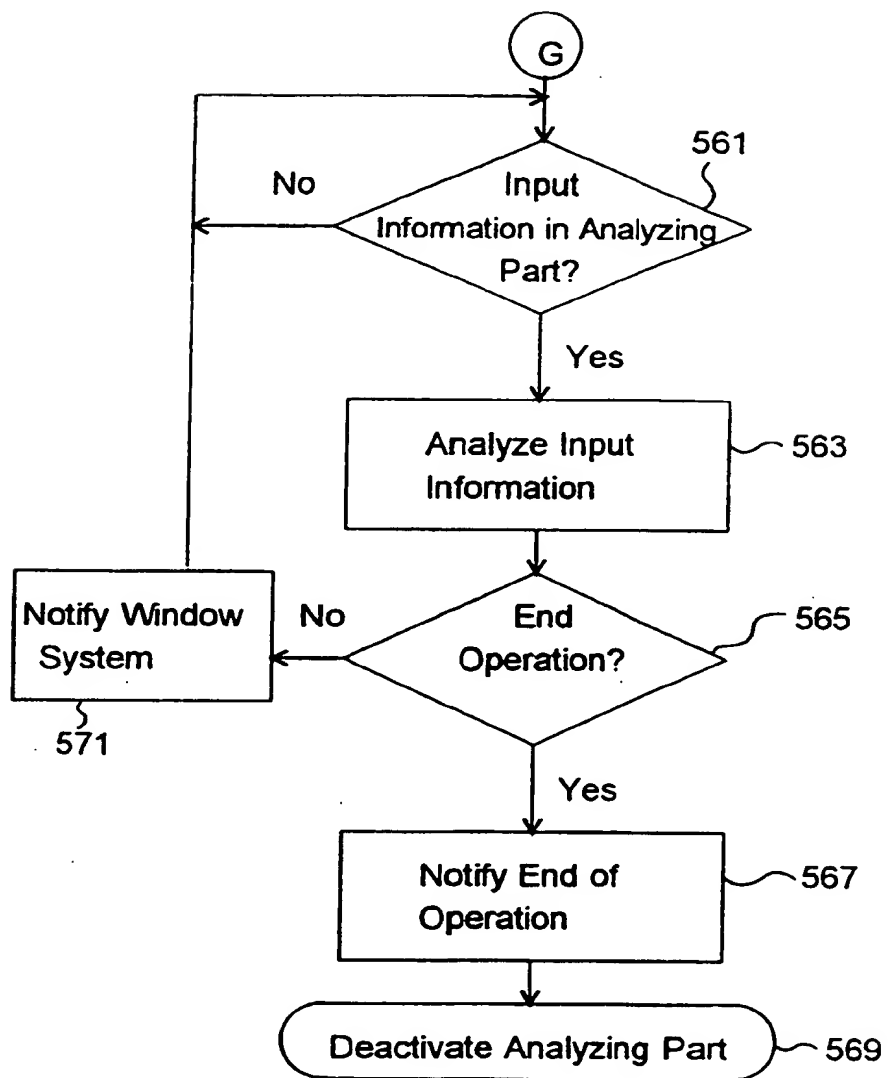 G
561
No
Input
Information in Analyzing
Part?
Yes
Analyze Input
Information
563
Notify Window
System
571
No
End
Operation?
565
Yes
Notify End of
Operation
567
Deactivate Analyzing Part
569